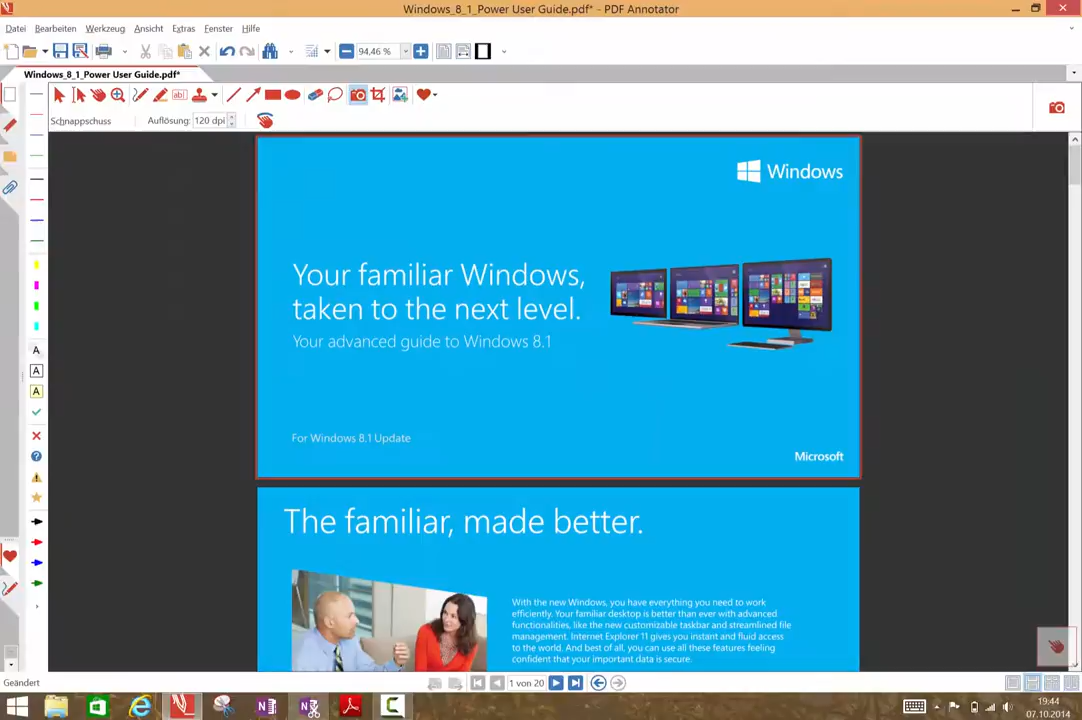 Windows_8_1_Power User Guide.pdf* - PDF Annotator
Datei Bearbeiten Werkzeug Ansicht Extras Fenster Hilfe
94,46 %
Windows_8_1_Power User Guide.pdf*
Schnappschuss Auflösung: 120 dpi
Windows
Your familiar Windows,
taken to the next level.
Your advanced guide to Windows 8.1
For Windows 8.1 Update
Microsoft
A
A
A
The familiar, made better.
With the new Windows, you have everything you need to work
efficiently. Your familiar desktop is better than ever with advanced
functionalities, like the new customizable taskbar and streamlined file
management. Internet Explorer 11 gives you instant and fluid access
to the world. And best of all, you can use all these features feeling
confident that your important data is secure.
Geändert
1 von 20
19:44
07.10.2014